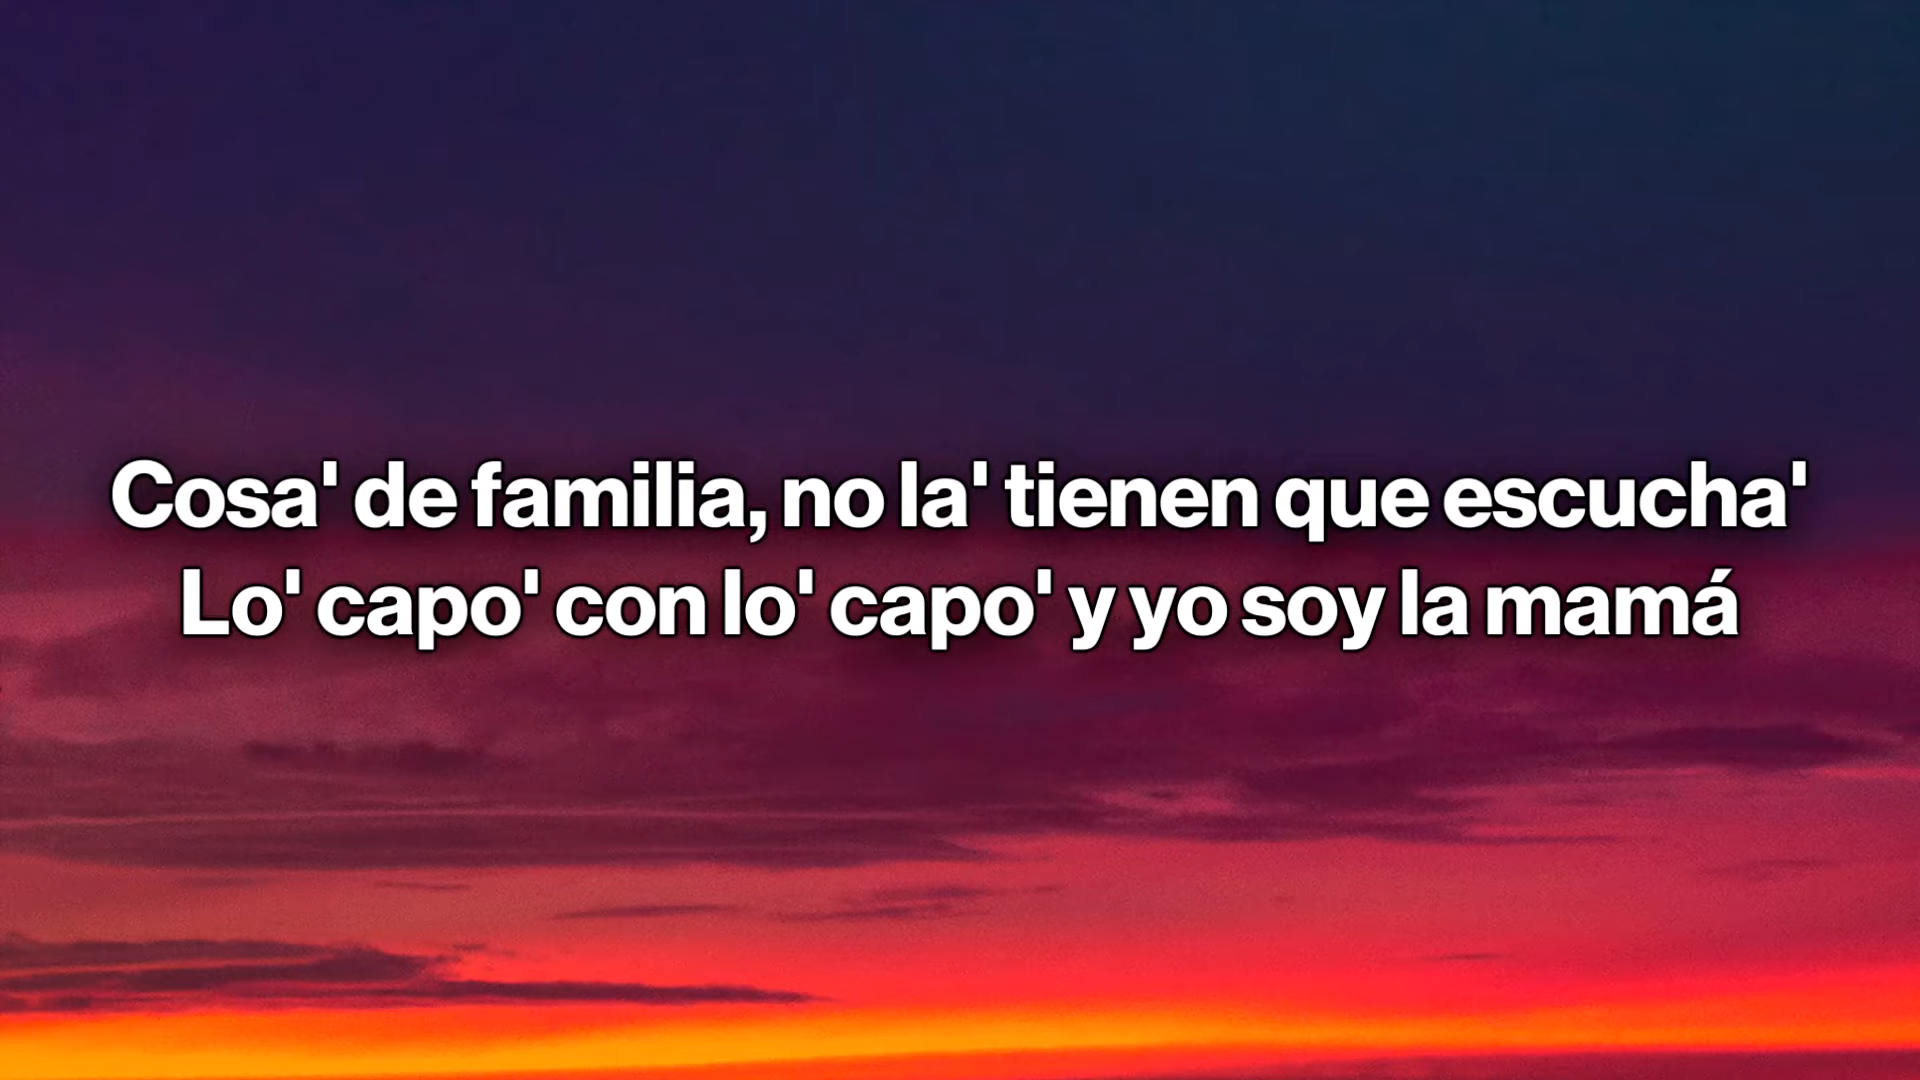 Cosa' de familia, no la' tienen que escucha'
Lo' capo' con lo' capo' y yo soy la mamá